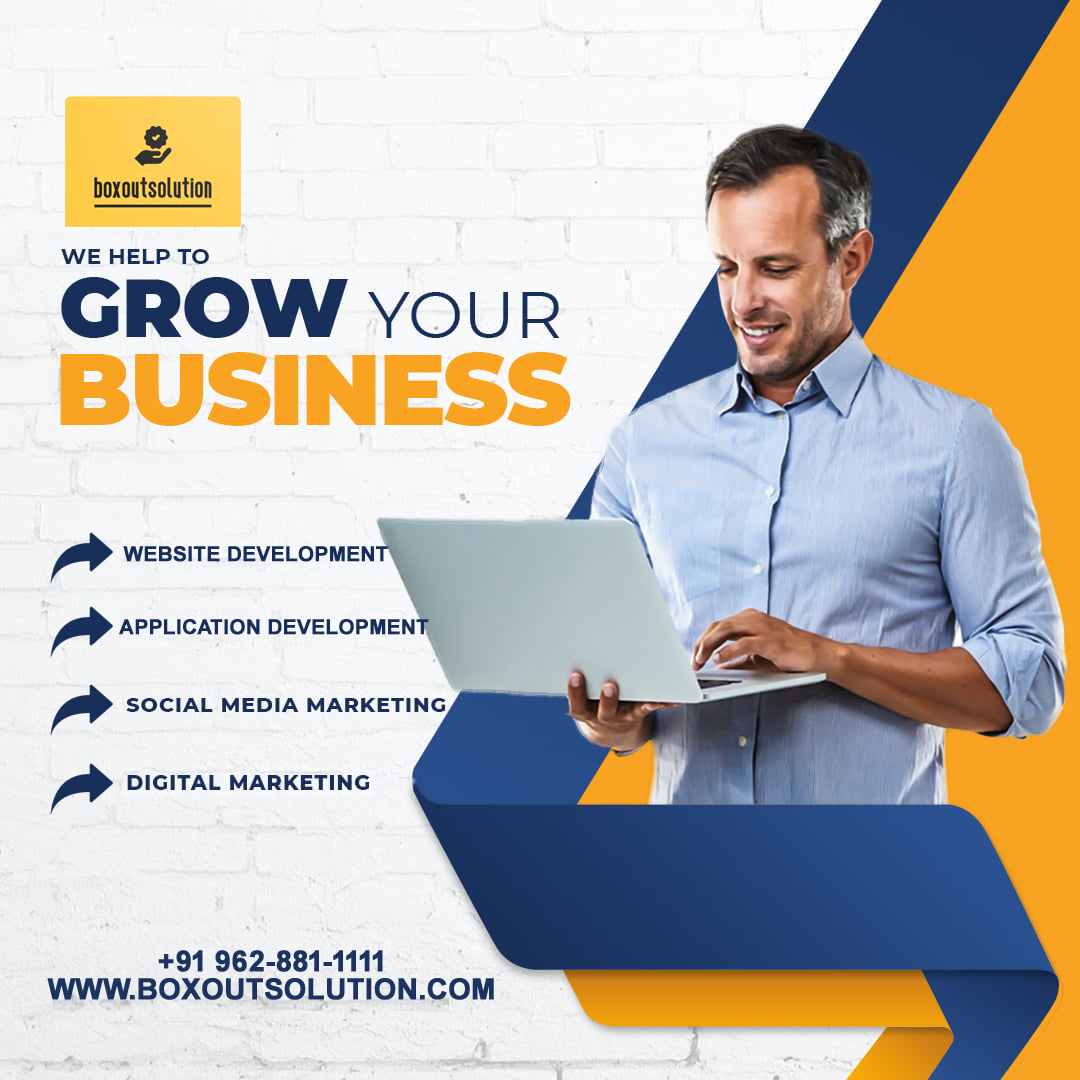 boxoutsolution
WE HELP TO
GROW YOUR
BUSINESS
WEBSITE DEVELOPMENT
APPLICATION DEVELOPMENT
SOCIAL MEDIA MARKETING
DIGITAL MARKETING
+91 962-881-1111
WWW.BOXOUTSOLUTION.COM